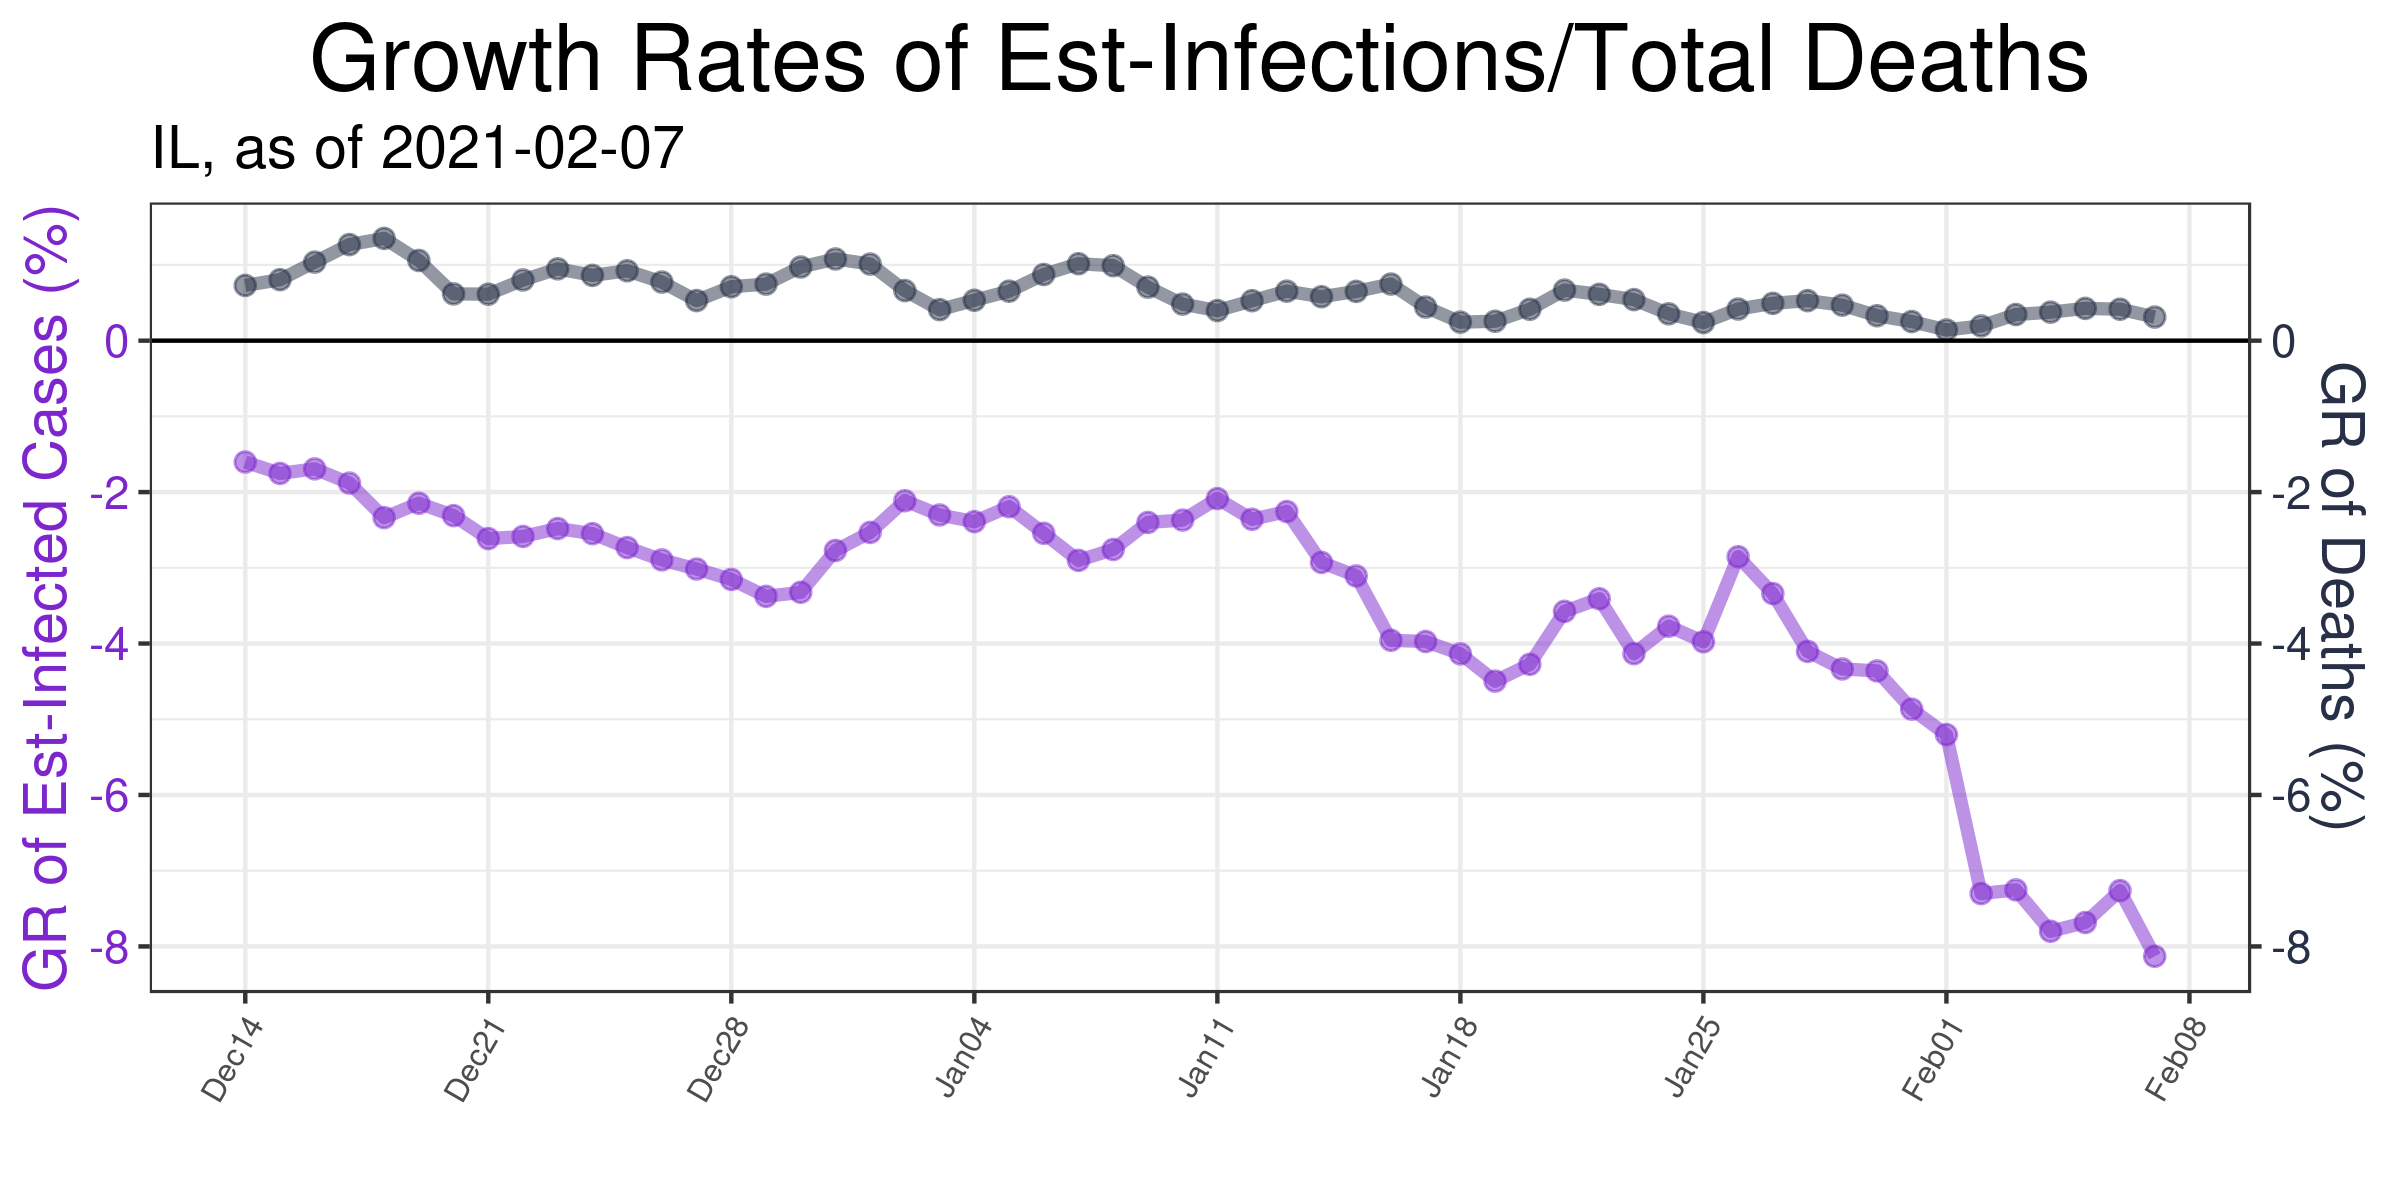 Growth Rates of Est-Infections/Total Deaths
IL, as of 2021-02-07
GR of Est-Infected Cases (%)
0
-2
-4
-6
-8
0
-2
-4
-6
-8
GR of Deaths (%)
Dec14
Dec21
Dec28
Jan04
Jan11
Jan18
Jan25
Feb01
Feb08